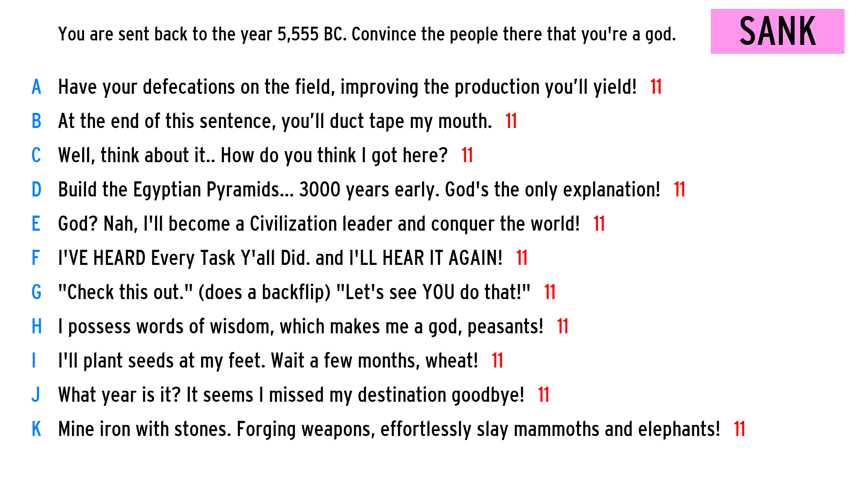 You are sent back to the year 5,555 BC. Convince the people there that you're a god.
SANK
A Have your defecations on the field, improving the production you’ll yield! 11
B At the end of this sentence, you’ll duct tape my mouth. 11
C Well, think about it.. How do you think I got here? 11
D Build the Egyptian Pyramids... 3000 years early. God's the only explanation! 11
E God? Nah, I'll become a Civilization leader and conquer the world! 11
F I'VE HEARD Every Task Y'all Did. and I'LL HEAR IT AGAIN! 11
G "Check this out." (does a backflip) "Let's see YOU do that!" 11
H I possess words of wisdom, which makes me a god, peasants! 11
I I'll plant seeds at my feet. Wait a few months, wheat! 11
J What year is it? It seems I missed my destination goodbye! 11
K Mine iron with stones. Forging weapons, effortlessly slay mammoths and elephants! 11